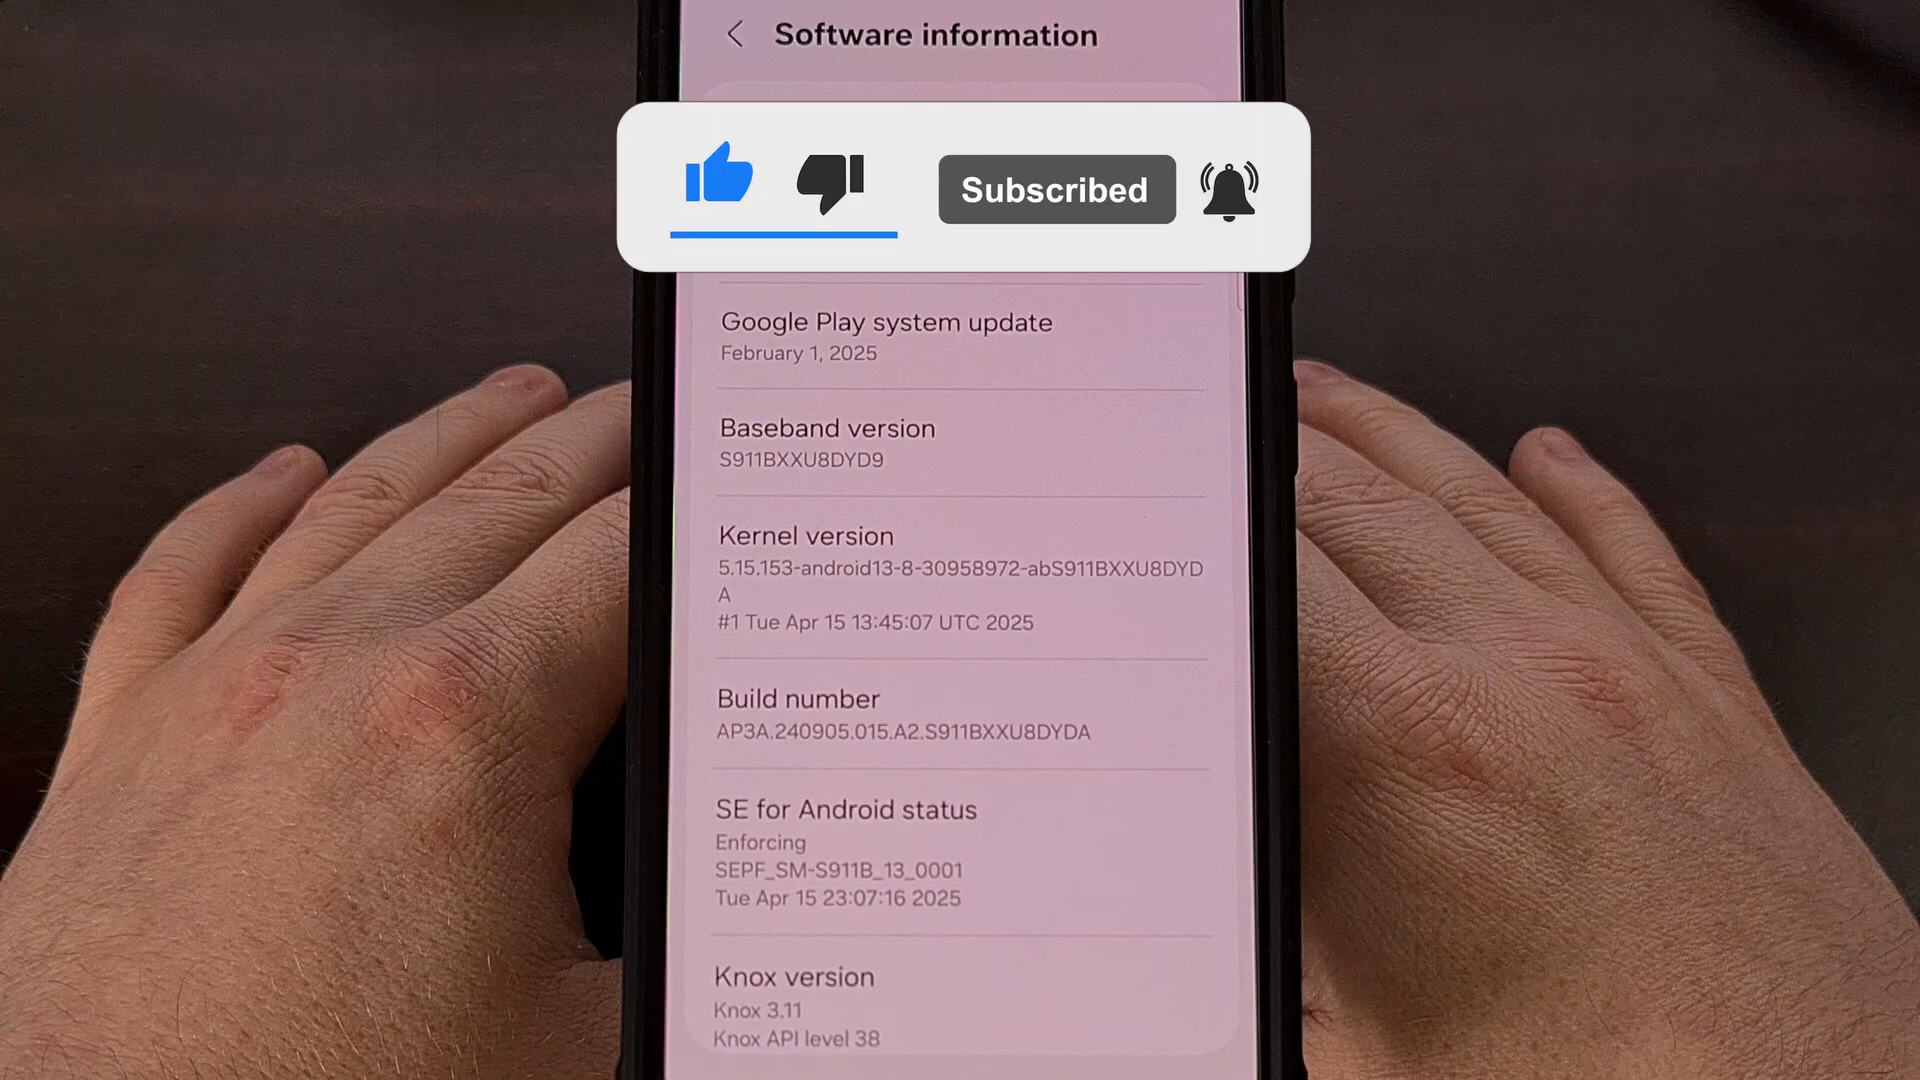 Software information
Subscribed
Google Play system update
February 1, 2025
Baseband version
S911BXXU8DYD9
Kernel version
5.15.153-android13-8-30958972-abS911BXXU8DYD
A
#1 Tue Apr 15 13:45:07 UTC 2025
Build number
AP3A.240905.015.A2.S911BXXU8DYDA
SE for Android status
Enforcing
SEPF_SM-S911B_13_0001
Tue Apr 15 23:07:16 2025
Knox version
Knox 3.11
Knox API level 38